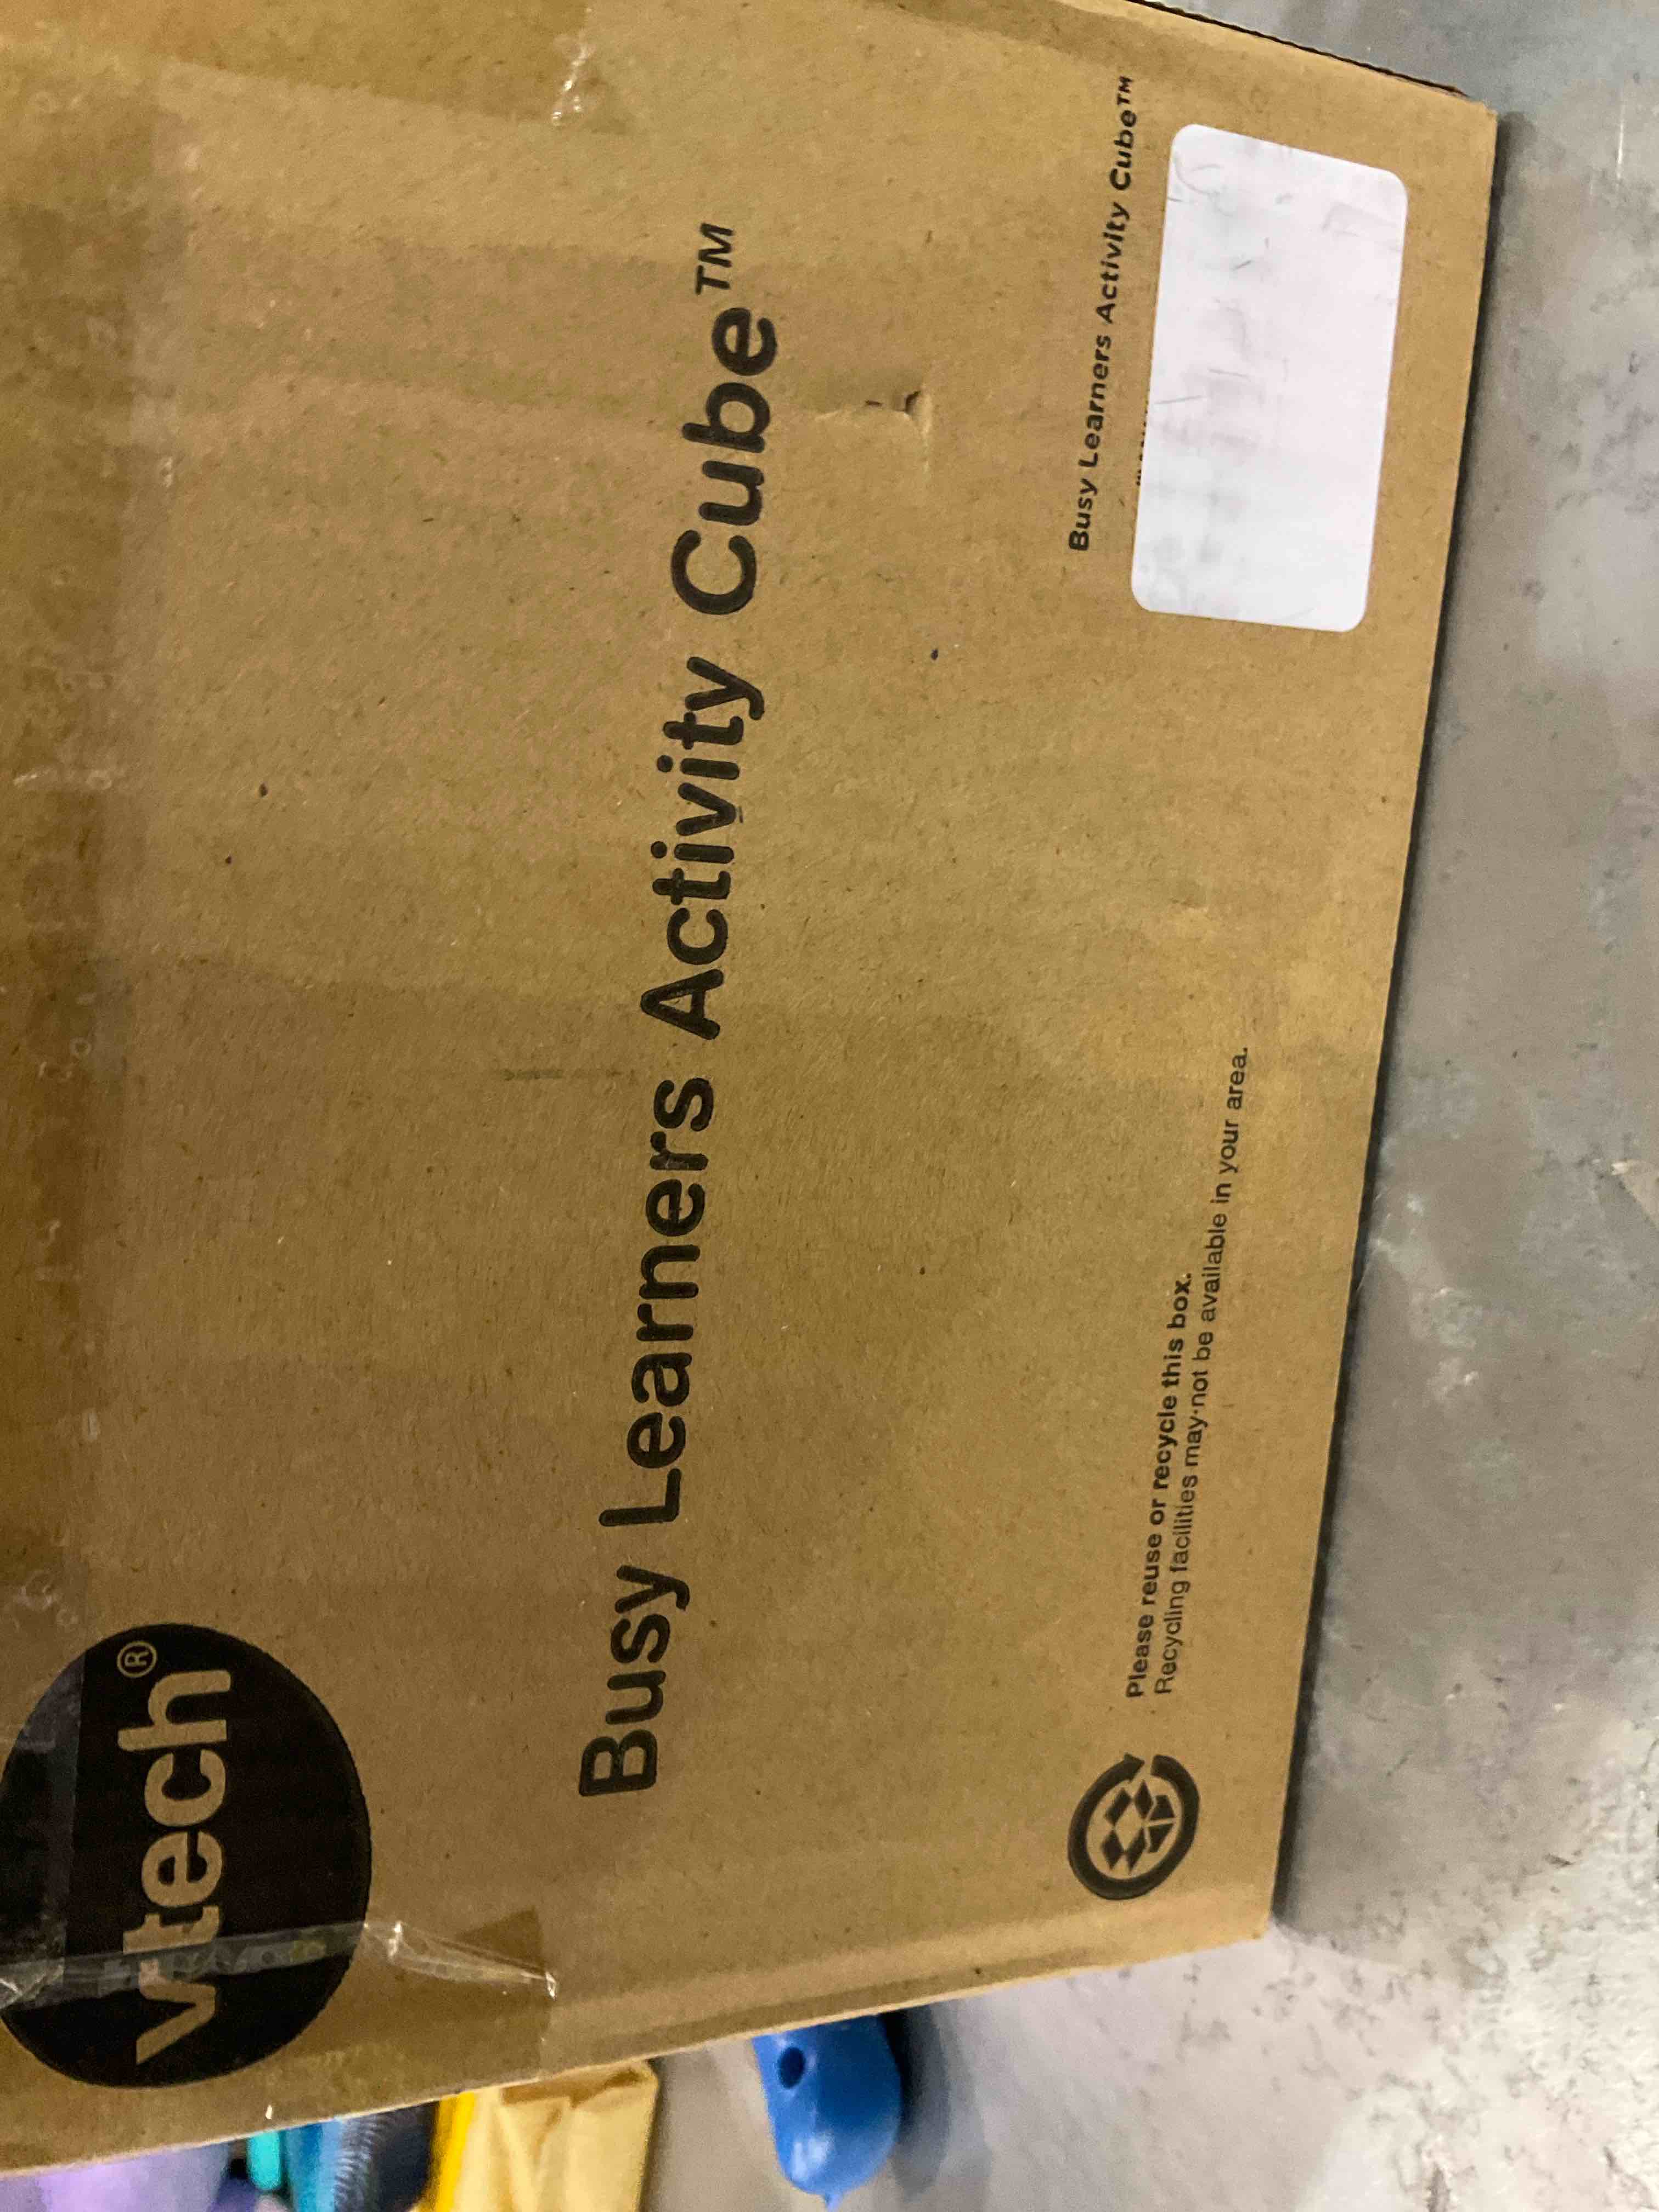 vtech®
Busy Learners Activity Cube™
Please reuse or recycle this box.
Recycling facilities may not be available in your area.
Busy Learners Activity Cube™